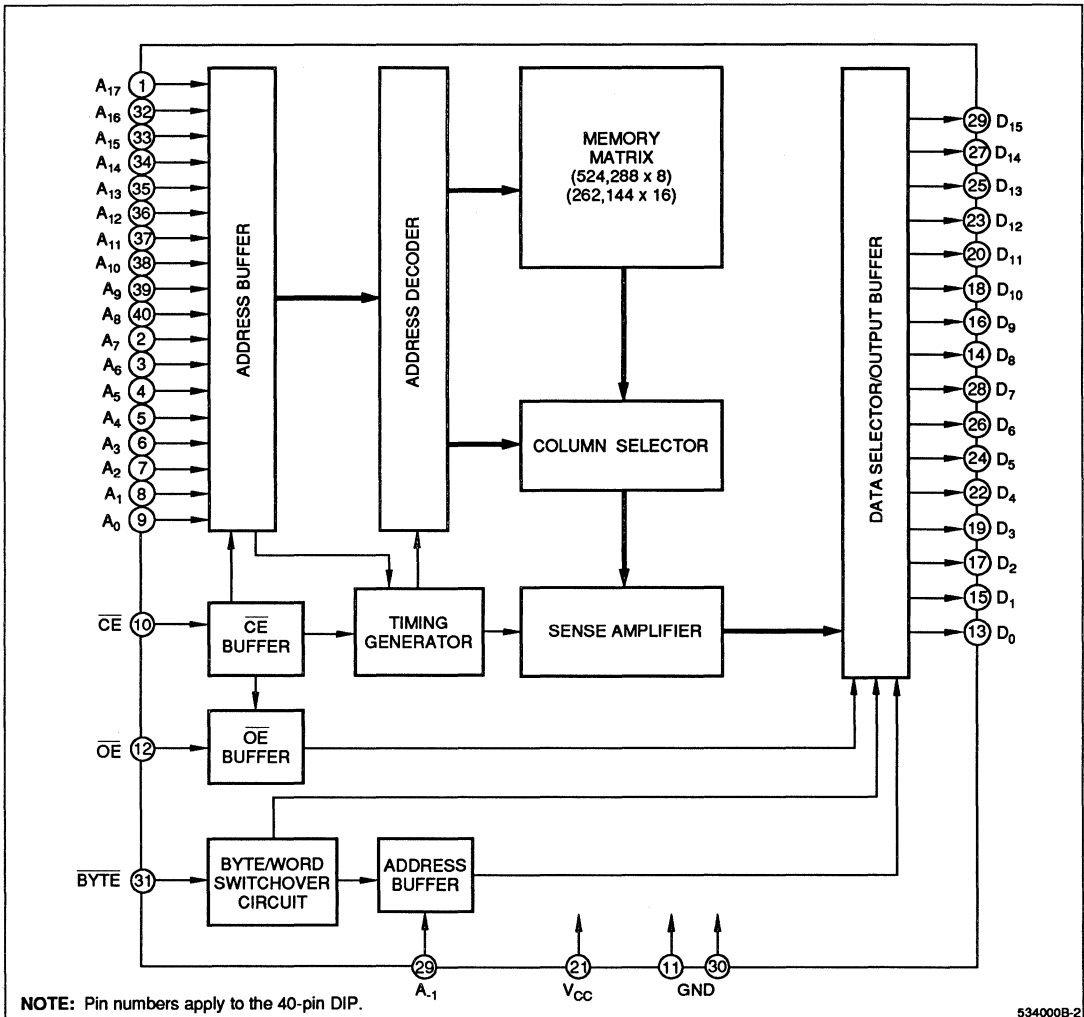 A17 1
A16 32
A15 33
A14 34
A13 35
A12 36
A11 37
A10 38
A9 39
A8 40
A7 2
A6 3
A5 4
A4 5
A3 6
A2 7
A1 8
A0 9
CE 10
OE 12
BYTE 31
ADDRESS BUFFER
ADDRESS DECODER
MEMORY
MATRIX
(524,288 x 8)
(262,144 x 16)
COLUMN SELECTOR
CE
BUFFER
TIMING
GENERATOR
SENSE AMPLIFIER
OE
BUFFER
BYTE/WORD
SWITCHOVER
CIRCUIT
ADDRESS
BUFFER
DATA SELECTOR/OUTPUT BUFFER
29 D15
27 D14
25 D13
23 D12
20 D11
18 D10
16 D9
14 D8
28 D7
26 D6
24 D5
22 D4
19 D3
17 D2
15 D1
13 D0
29 21 11 30
A-1 VCC GND
NOTE: Pin numbers apply to the 40-pin DIP.
534000B-2